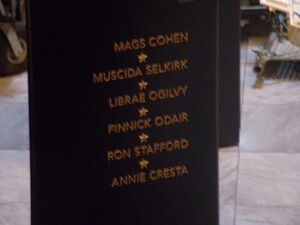 MAGS COHEN
MUSCIDA SELKIRK
LIBRAE OGILVY
FINNICK ODAIR
RON STAFFORD
ANNIE CRESTA